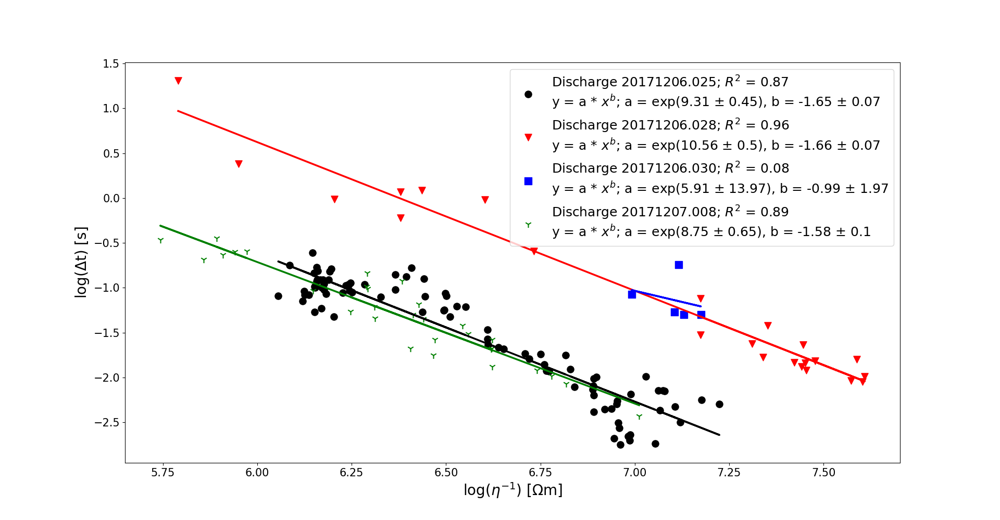 1.5
1.0
0.5
0.0
−0.5
−1.0
−1.5
−2.0
−2.5
log(Δt) [s]
Discharge 20171206.025; R² = 0.87
y = a * xᵇ; a = exp(9.31 ± 0.45), b = -1.65 ± 0.07
Discharge 20171206.028; R² = 0.96
y = a * xᵇ; a = exp(10.56 ± 0.5), b = -1.66 ± 0.07
Discharge 20171206.030; R² = 0.08
y = a * xᵇ; a = exp(5.91 ± 13.97), b = -0.99 ± 1.97
Discharge 20171207.008; R² = 0.89
y = a * xᵇ; a = exp(8.75 ± 0.65), b = -1.58 ± 0.1
5.75 6.00 6.25 6.50 6.75 7.00 7.25 7.50
log(η⁻¹) [Ωm]